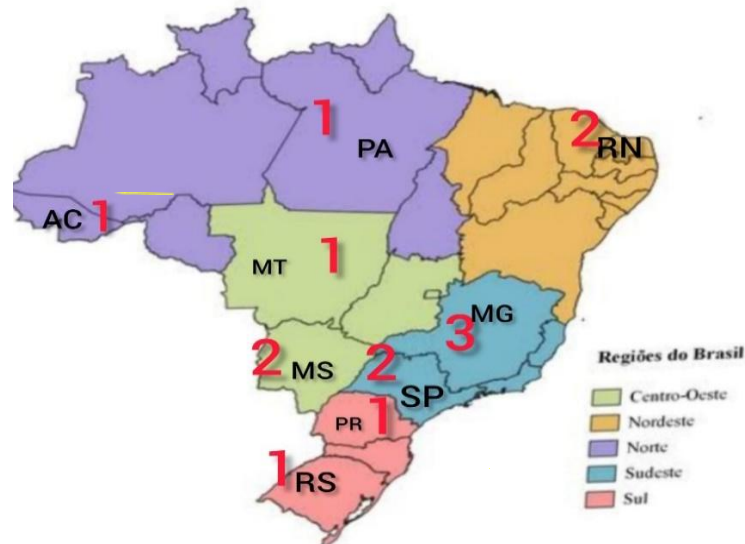 1
PA
2
RN
AC 1
MT 1
MG
3
2 MS
2
SP
PR 1
1 RS
Regiões do Brasil
Centro-Oeste
Nordeste
Norte
Sudeste
Sul